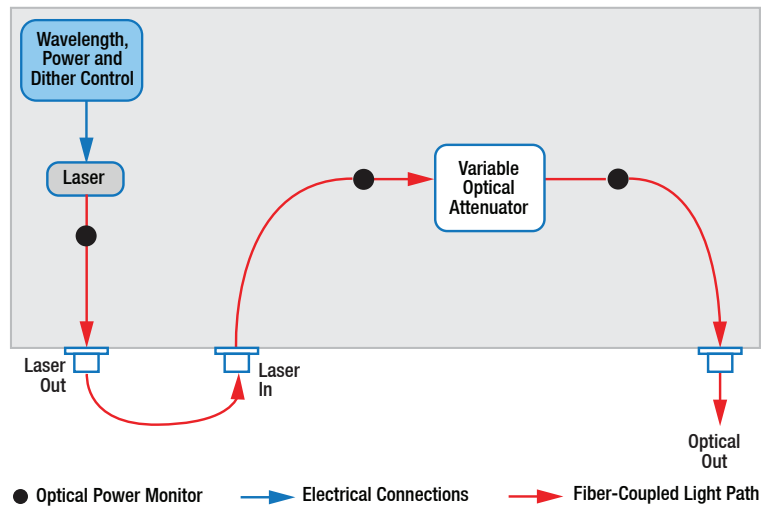 Wavelength,
Power and
Dither Control
Laser
Variable
Optical
Attenuator
Laser
Out
Laser
In
Optical
Out
Optical Power Monitor
Electrical Connections
Fiber-Coupled Light Path